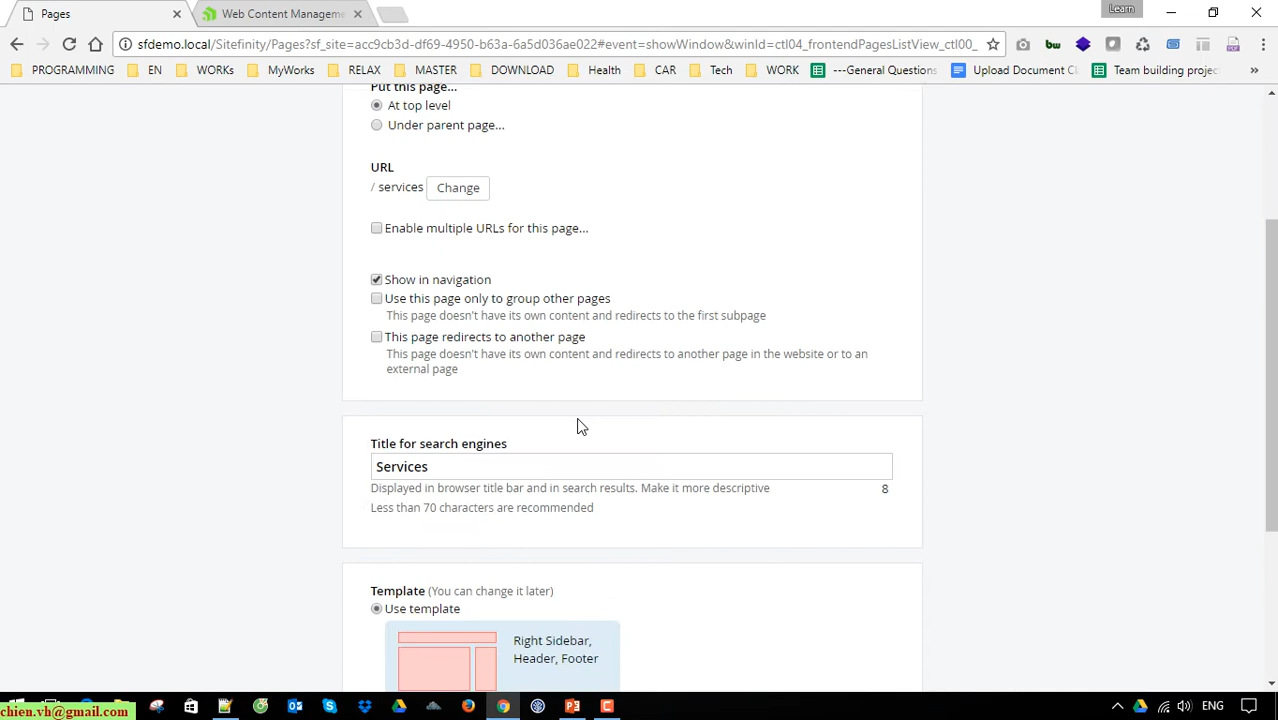 Pages
Web Content Manageme
Learn
sfdemo.local/Sitefinity/Pages?sf_site=acc9cb3d-df69-4950-b63a-6a5d036ae022#event=showWindow&winId=ctl04_frontendPagesListView_ctl00_
PROGRAMMING
EN
WORKs
MyWorks
RELAX
MASTER
DOWNLOAD
Health
CAR
Tech
WORK
---General Questions
Upload Document Cl
Team building projec
Put this page...
At top level
Under parent page...
URL
/ services Change
Enable multiple URLs for this page...
Show in navigation
Use this page only to group other pages
This page doesn't have its own content and redirects to the first subpage
This page redirects to another page
This page doesn't have its own content and redirects to another page in the website or to an
external page
Title for search engines
Services
Displayed in browser title bar and in search results. Make it more descriptive 8
Less than 70 characters are recommended
Template (You can change it later)
Use template
Right Sidebar,
Header, Footer
chien.vh@gmail.com
ENG